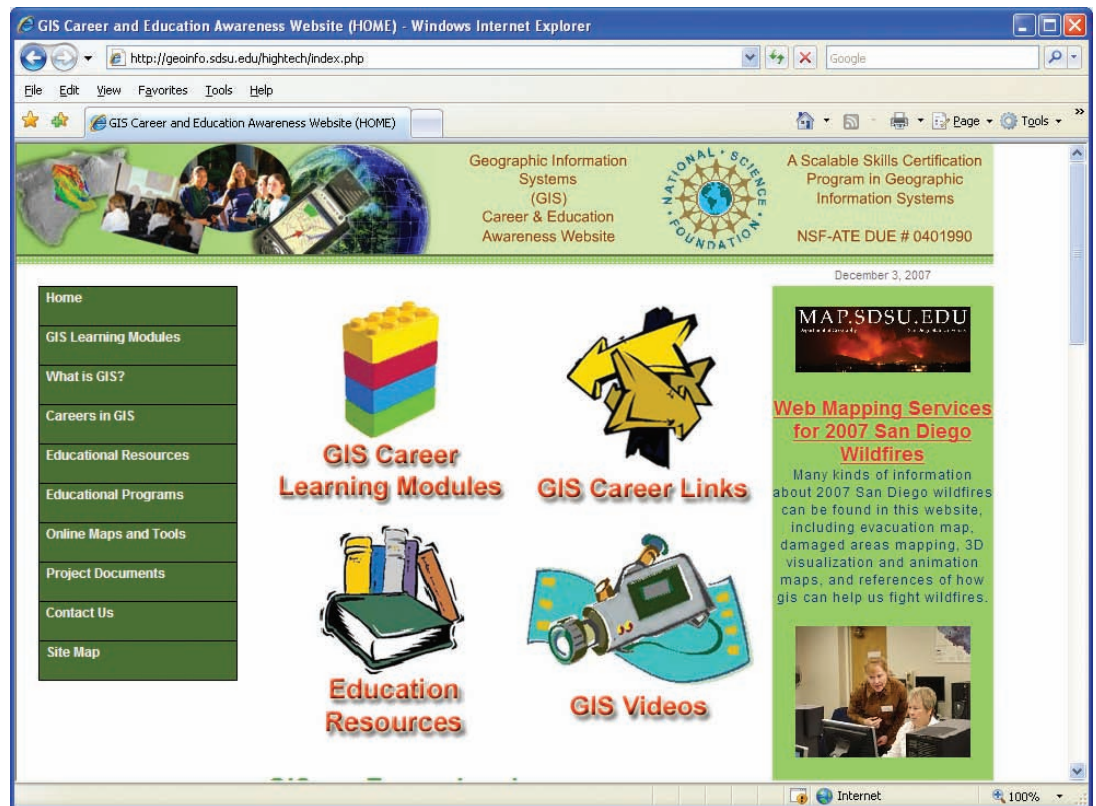 GIS Career and Education Awareness Website (HOME) - Windows Internet Explorer
http://geoinfo.sdsu.edu/hightech/index.php
Google
File Edit View Favorites Tools Help
GIS Career and Education Awareness Website (HOME)
Page Tools
Geographic Information
Systems
(GIS)
Career & Education
Awareness Website
NATIONAL SCIENCE FOUNDATION
A Scalable Skills Certification
Program in Geographic
Information Systems
NSF-ATE DUE # 0401990
December 3, 2007
Home
GIS Learning Modules
What is GIS?
Careers in GIS
Educational Resources
Educational Programs
Online Maps and Tools
Project Documents
Contact Us
Site Map
GIS Career
Learning Modules
GIS Career Links
Education
Resources
GIS Videos
MAP.SDSU.EDU
Web Mapping Services
for 2007 San Diego
Wildfires
Many kinds of information
about 2007 San Diego wildfires
can be found in this website,
including evacuation map,
damaged areas mapping, 3D
visualization and animation
maps, and references of how
gis can help us fight wildfires.
Internet
100%